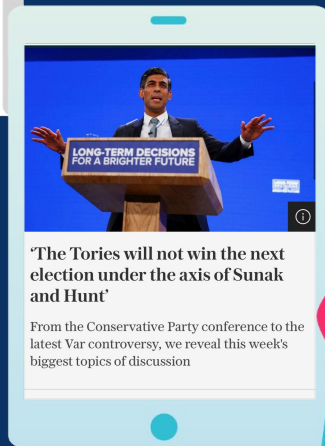 LONG-TERM DECISIONS
FOR A BRIGHTER FUTURE
‘The Tories will not win the next
election under the axis of Sunak
and Hunt’
From the Conservative Party conference to the
latest Var controversy, we reveal this week's
biggest topics of discussion